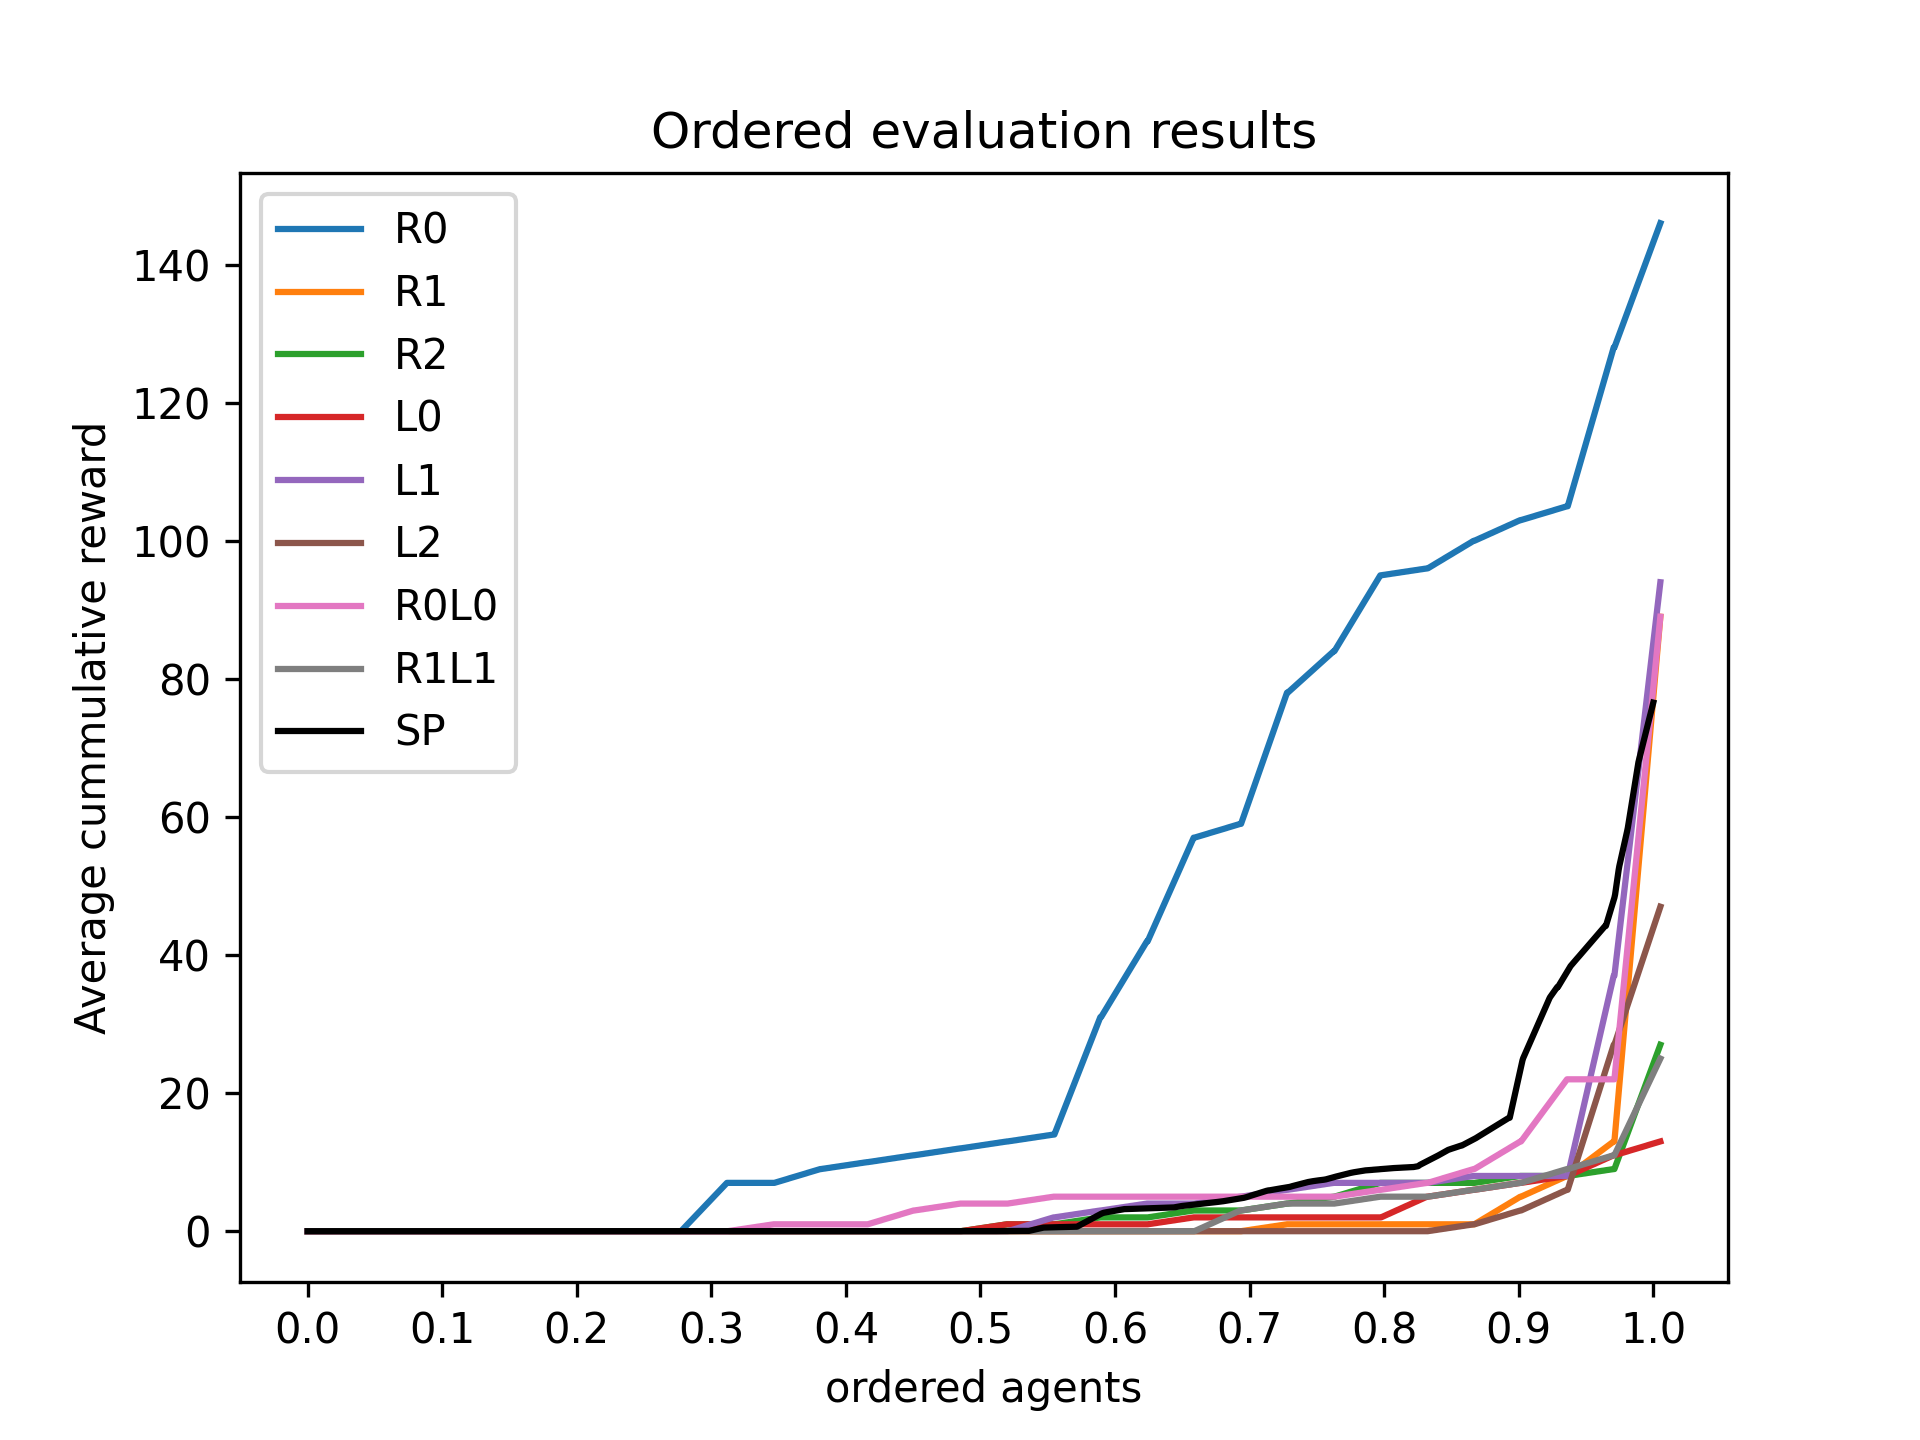 Ordered evaluation results
R0
R1
R2
L0
L1
L2
R0L0
R1L1
SP
140
120
100
80
60
40
20
0
Average cummulative reward
0.0 0.1 0.2 0.3 0.4 0.5 0.6 0.7 0.8 0.9 1.0
ordered agents